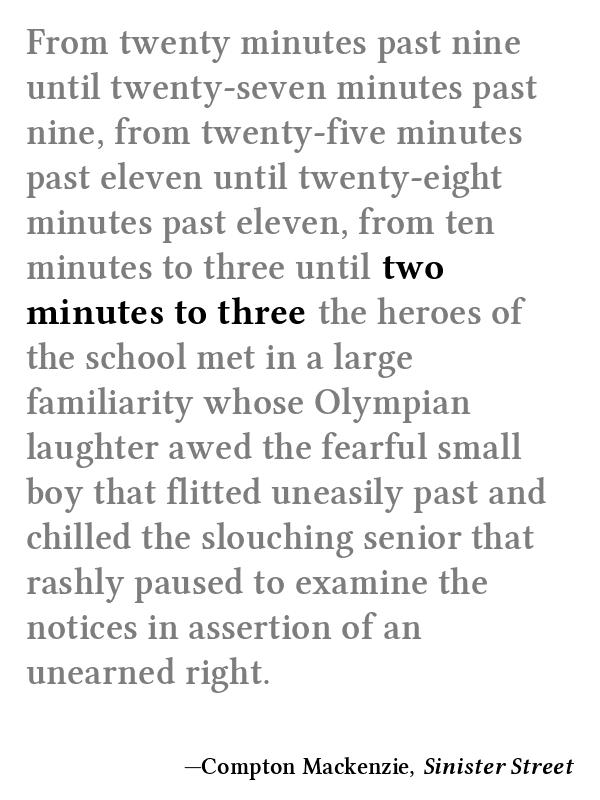 From twenty minutes past nine
until twenty-seven minutes past
nine, from twenty-five minutes
past eleven until twenty-eight
minutes past eleven, from ten
minutes to three until two
minutes to three the heroes of
the school met in a large
familiarity whose Olympian
laughter awed the fearful small
boy that flitted uneasily past and
chilled the slouching senior that
rashly paused to examine the
notices in assertion of an
unearned right.
—Compton Mackenzie, Sinister Street